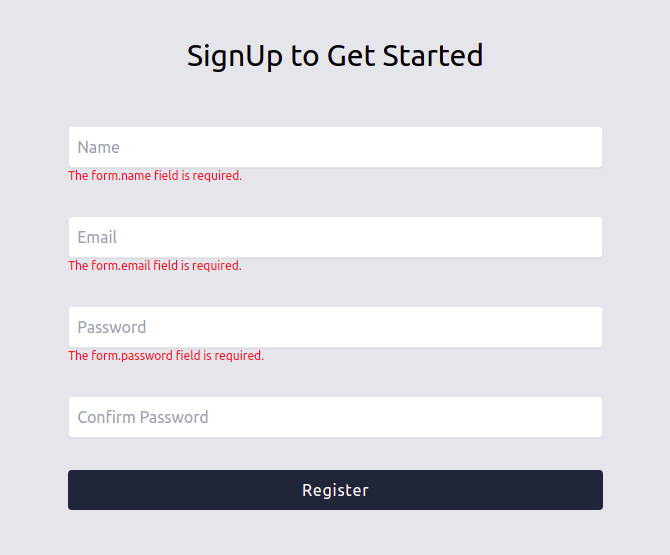 SignUp to Get Started
Name
The form.name field is required.
Email
The form.email field is required.
Password
The form.password field is required.
Confirm Password
Register